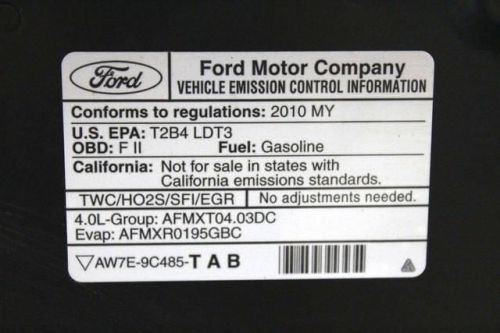 Ford
Ford Motor Company
VEHICLE EMISSION CONTROL INFORMATION
Conforms to regulations: 2010 MY
U.S. EPA: T2B4 LDT3
OBD: F II Fuel: Gasoline
California: Not for sale in states with
California emissions standards.
TWC/HO2S/SFI/EGR No adjustments needed.
4.0L-Group: AFMXT04.03DC
Evap: AFMXR0195GBC
AW7E-9C485-T A B